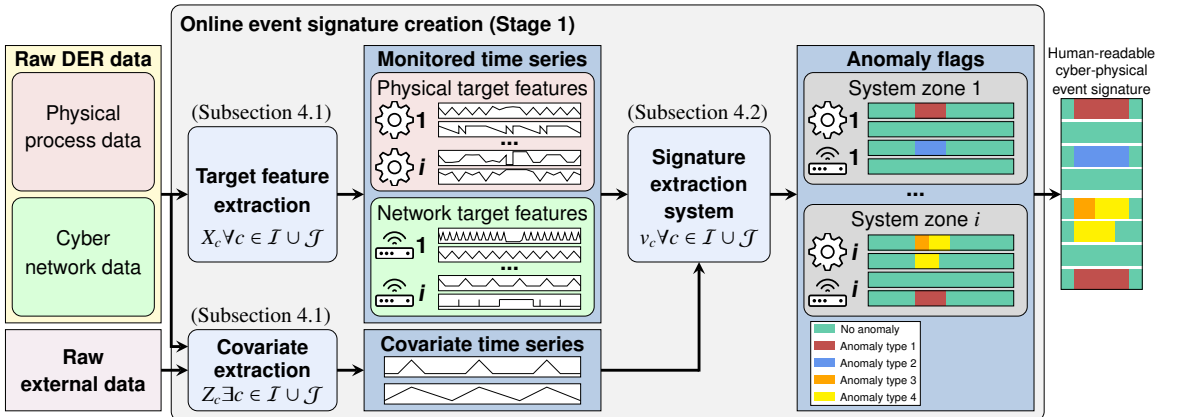 Online event signature creation (Stage 1)
Raw DER data
Physical
process data
Cyber
network data
Raw
external data
(Subsection 4.1)
Target feature
extraction
X_c∀c ∈ I ∪ J
(Subsection 4.1)
Covariate
extraction
Z_c∃c ∈ I ∪ J
Monitored time series
Physical target features
1
...
i
Network target features
1
...
i
Covariate time series
(Subsection 4.2)
Signature
extraction
system
v_c∀c ∈ I ∪ J
Anomaly flags
System zone 1
1
1
...
System zone i
i
i
No anomaly
Anomaly type 1
Anomaly type 2
Anomaly type 3
Anomaly type 4
Human-readable
cyber-physical
event signature